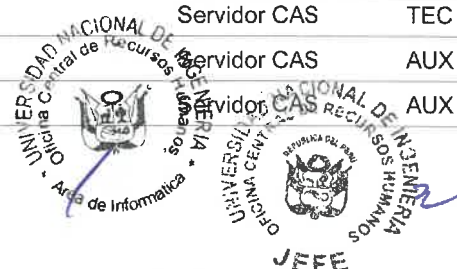 Servidor CAS TEC
Servidor CAS AUX
Servidor CAS AUX
UNIVERSIDAD NACIONAL DE INGENIERIA
Oficina Central de Recursos Humanos
* Area de Informatica *
UNIVERSIDAD NACIONAL DE INGENIERIA
OFICINA CENTRAL DE RECURSOS HUMANOS
REPUBLICA DEL PERU
JEFE